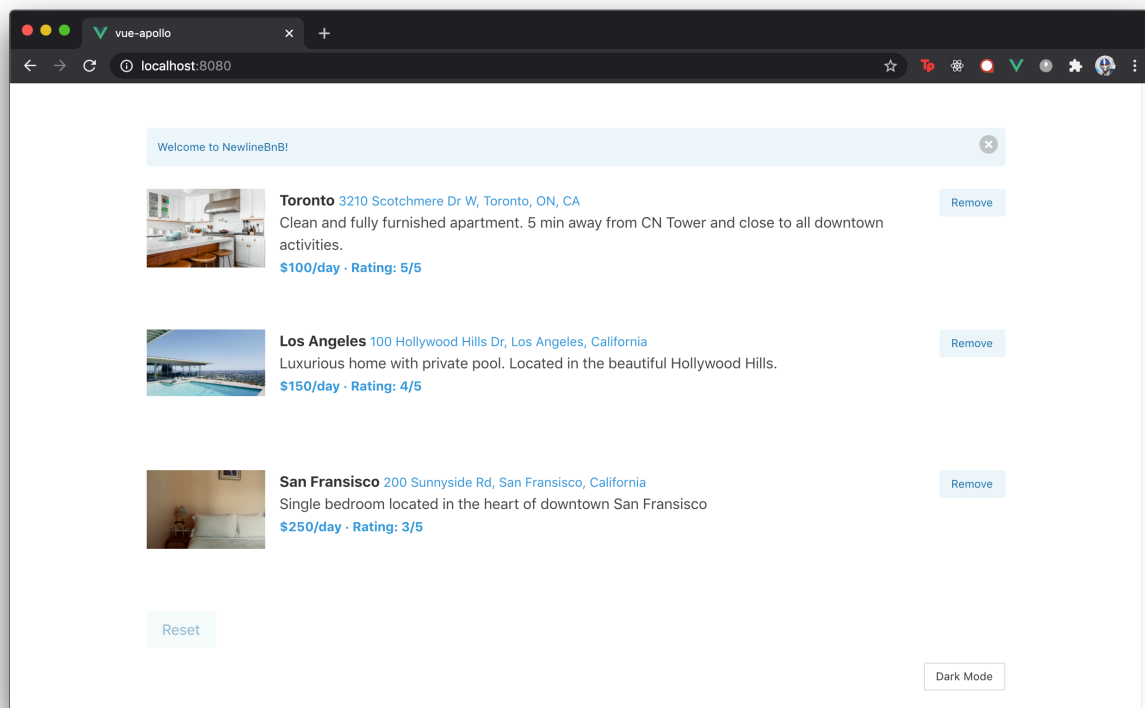 vue-apollo
localhost:8080
Tp
Welcome to NewlineBnB!
Toronto 3210 Scotchmere Dr W, Toronto, ON, CA
Remove
Clean and fully furnished apartment. 5 min away from CN Tower and close to all downtown
activities.
$100/day · Rating: 5/5
Los Angeles 100 Hollywood Hills Dr, Los Angeles, California
Remove
Luxurious home with private pool. Located in the beautiful Hollywood Hills.
$150/day · Rating: 4/5
San Fransisco 200 Sunnyside Rd, San Fransisco, California
Remove
Single bedroom located in the heart of downtown San Fransisco
$250/day · Rating: 3/5
Reset
Dark Mode